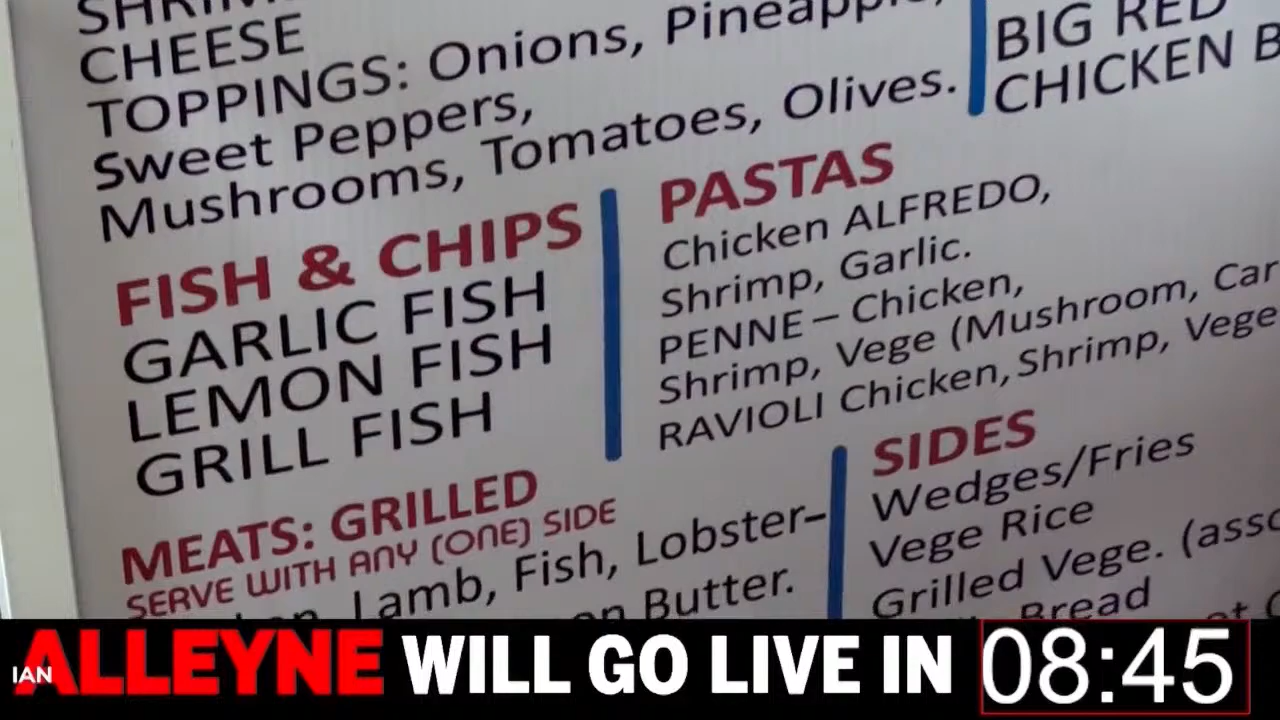 CHEESE
TOPPINGS: Onions, Pineapple,
Sweet Peppers,
Mushrooms, Tomatoes, Olives.
BIG RED
CHICKEN B
FISH & CHIPS
GARLIC FISH
LEMON FISH
GRILL FISH
PASTAS
Chicken ALFREDO,
Shrimp, Garlic.
PENNE – Chicken,
Shrimp, Vege (Mushroom, Car
RAVIOLI Chicken, Shrimp, Vege
MEATS: GRILLED
SERVE WITH ANY (ONE) SIDE
Lamb, Fish, Lobster–
Butter.
SIDES
Wedges/Fries
Vege Rice
Grilled Vege. (asso
Bread
IAN ALLEYNE WILL GO LIVE IN 08:45